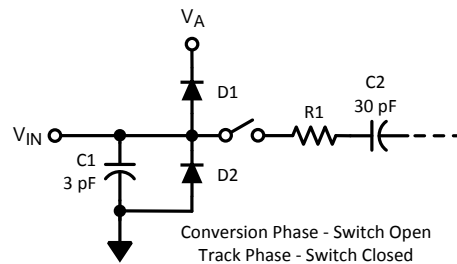 VA
D1
C2
30 pF
R1
VIN
C1
3 pF
D2
Conversion Phase - Switch Open
Track Phase - Switch Closed